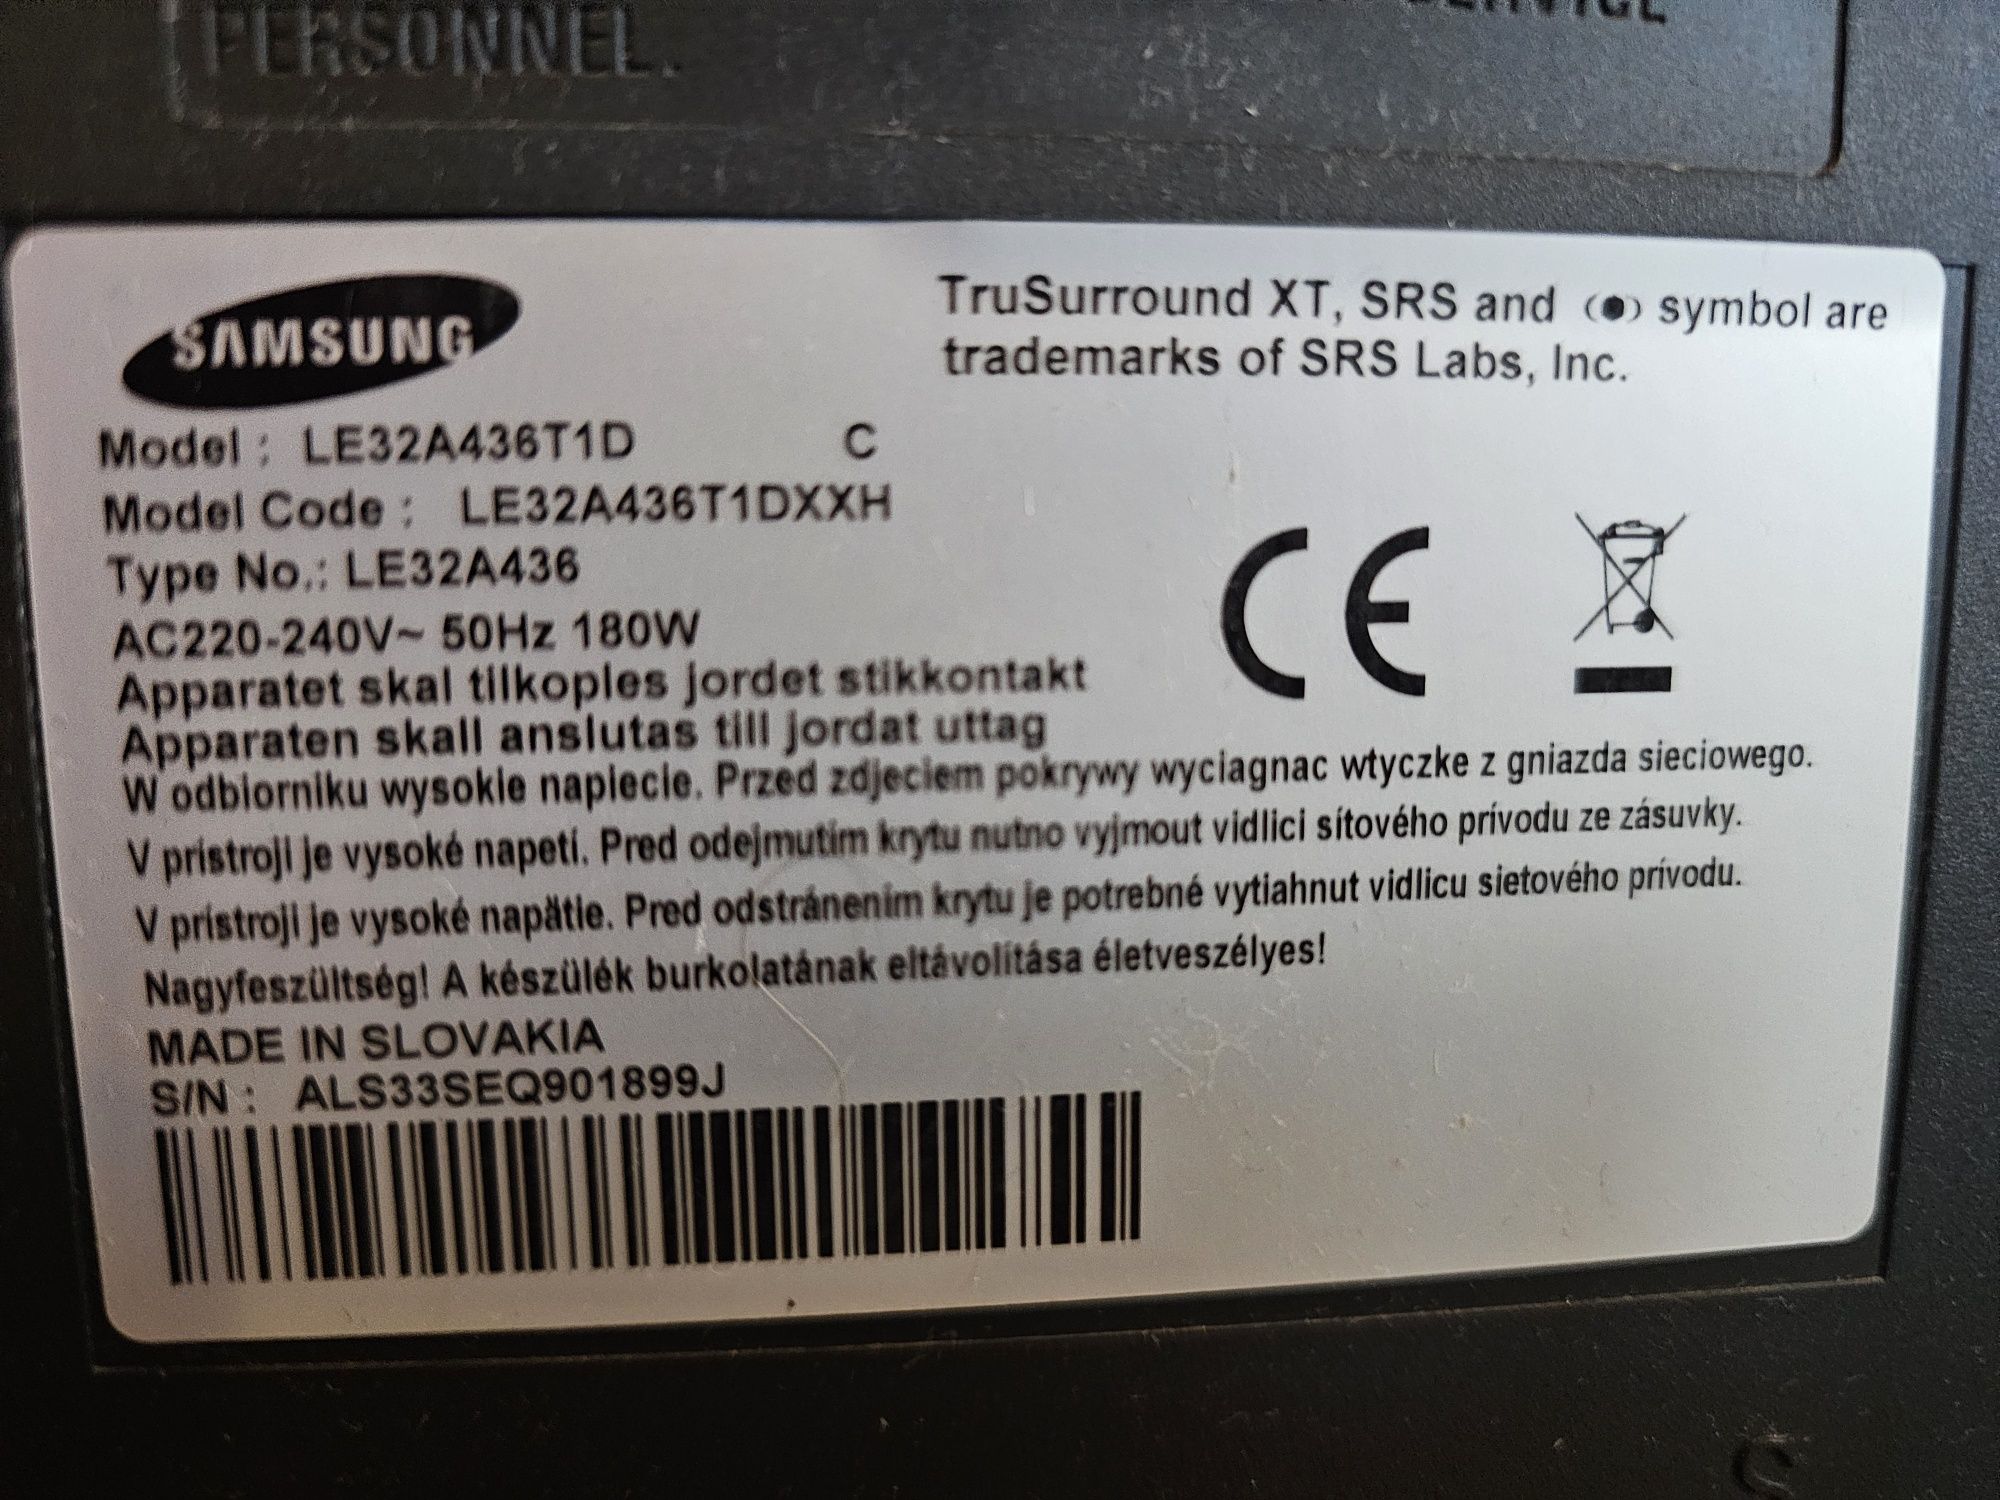 PERSONNEL.
SAMSUNG
TruSurround XT, SRS and (●) symbol are
trademarks of SRS Labs, Inc.
Model : LE32A436T1D C
Model Code : LE32A436T1DXXH
Type No.: LE32A436
AC220-240V~ 50Hz 180W
Apparatet skal tilkoples jordet stikkontakt
Apparaten skall anslutas till jordat uttag
W odbiorniku wysokie napiecie. Przed zdjeciem pokrywy wyciagnac wtyczke z gniazda sieciowego.
V prístroji je vysoké napetí. Pred odejmutím krytu nutno vyjmout vidlici sítového prívodu ze zásuvky.
V prístroji je vysoké napätie. Pred odstránením krytu je potrebné vytiahnut vidlicu sietového prívodu.
Nagyfeszültség! A készülék burkolatának eltávolítása életveszélyes!
MADE IN SLOVAKIA
S/N : ALS33SEQ901899J
CE